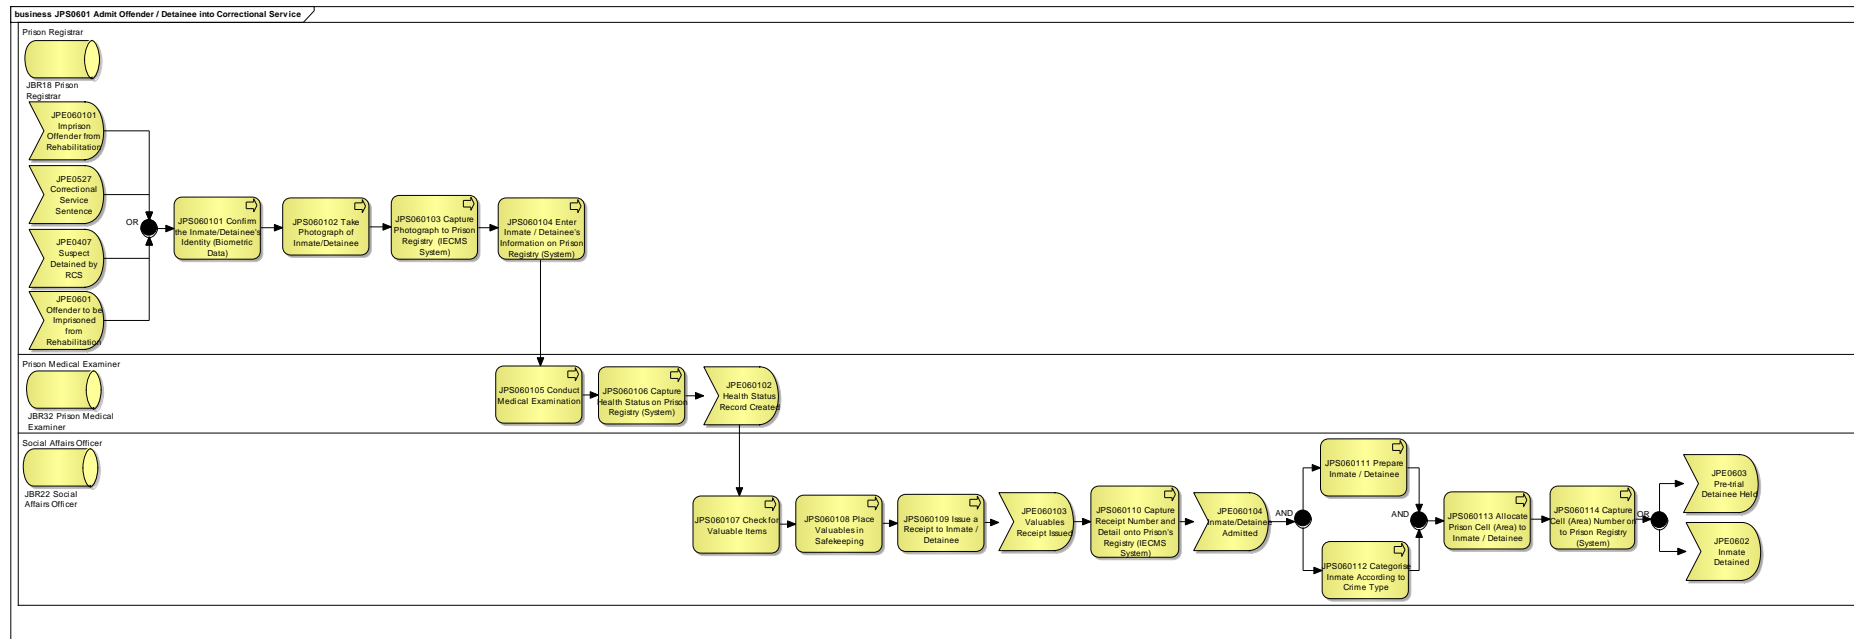 business JPS0601 Admit Offender / Detainee into Correctional Service
Prison Registrar
JBR18 Prison
Registrar
JPE060101
Imprison
Offender from
Rehabilitation
JPE0527
Correctional
Service
Sentence
JPE0407
Suspect
Detained by
RCS
JPE0601
Offender to be
Imprisoned
from
Rehabilitation
OR
JPS060101 Confirm
the Inmate/Detainee's
Identity (Biometric
Data)
JPS060102 Take
Photograph of
Inmate/Detainee
JPS060103 Capture
Photograph to Prison
Registry (IECMS
System)
JPS060104 Enter
Inmate / Detainee's
Information on Prison
Registry (System)
Prison Medical Examiner
JBR32 Prison Medical
Examiner
JPS060105 Conduct
Medical Examination
JPS060106 Capture
Health Status on Prison
Registry (System)
JPE060102
Health Status
Record Created
Social Affairs Officer
JBR22 Social
Affairs Officer
JPS060107 Check for
Valuable Items
JPS060108 Place
Valuables in
Safekeeping
JPS060109 Issue a
Receipt to Inmate /
Detainee
JPE060103
Valuables
Receipt Issued
JPS060110 Capture
Receipt Number and
Detail onto Prison's
Registry (IECMS
System)
JPE060104
Inmate/Detainee
Admitted
AND
JPS060111 Prepare
Inmate / Detainee
JPS060112 Categorise
Inmate According to
Crime Type
AND
JPS060113 Allocate
Prison Cell (Area) to
Inmate / Detainee
JPS060114 Capture
Cell (Area) Number on
to Prison Registry
(System)
OR
JPE0603
Pre-trial
Detainee Held
JPE0602
Inmate
Detained